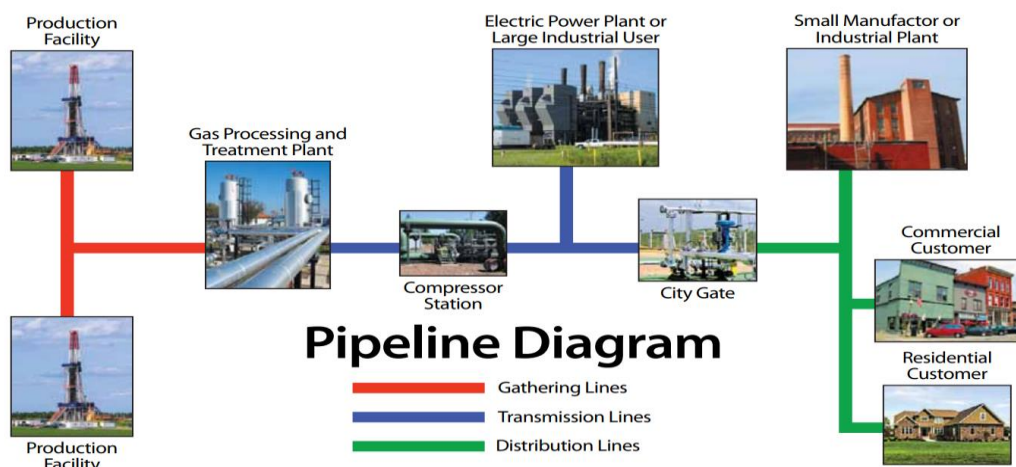 Production
Facility
Electric Power Plant or
Large Industrial User
Small Manufactor or
Industrial Plant
Gas Processing and
Treatment Plant
Compressor
Station
City Gate
Commercial
Customer
Residential
Customer
Production
Facility
Pipeline Diagram
Gathering Lines
Transmission Lines
Distribution Lines